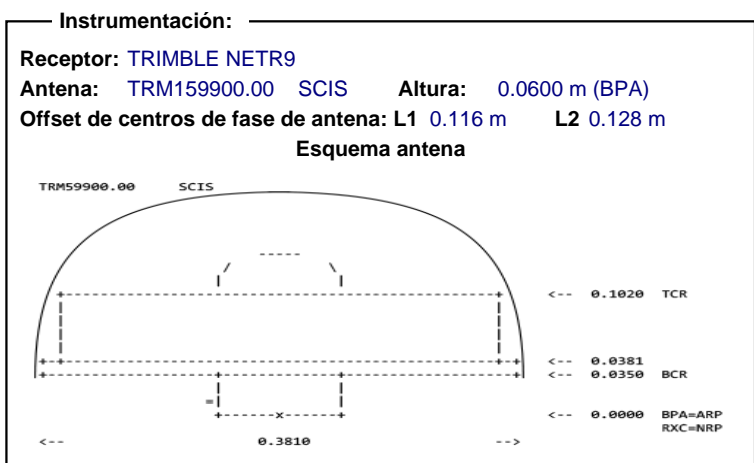 Instrumentación:
Receptor: TRIMBLE NETR9
Antena: TRM159900.00 SCIS Altura: 0.0600 m (BPA)
Offset de centros de fase de antena: L1 0.116 m L2 0.128 m
Esquema antena
TRM59900.00 SCIS
<-- 0.1020 TCR
<-- 0.0381
<-- 0.0350 BCR
<-- 0.0000 BPA=ARP
RXC=NRP
<-- 0.3810 -->